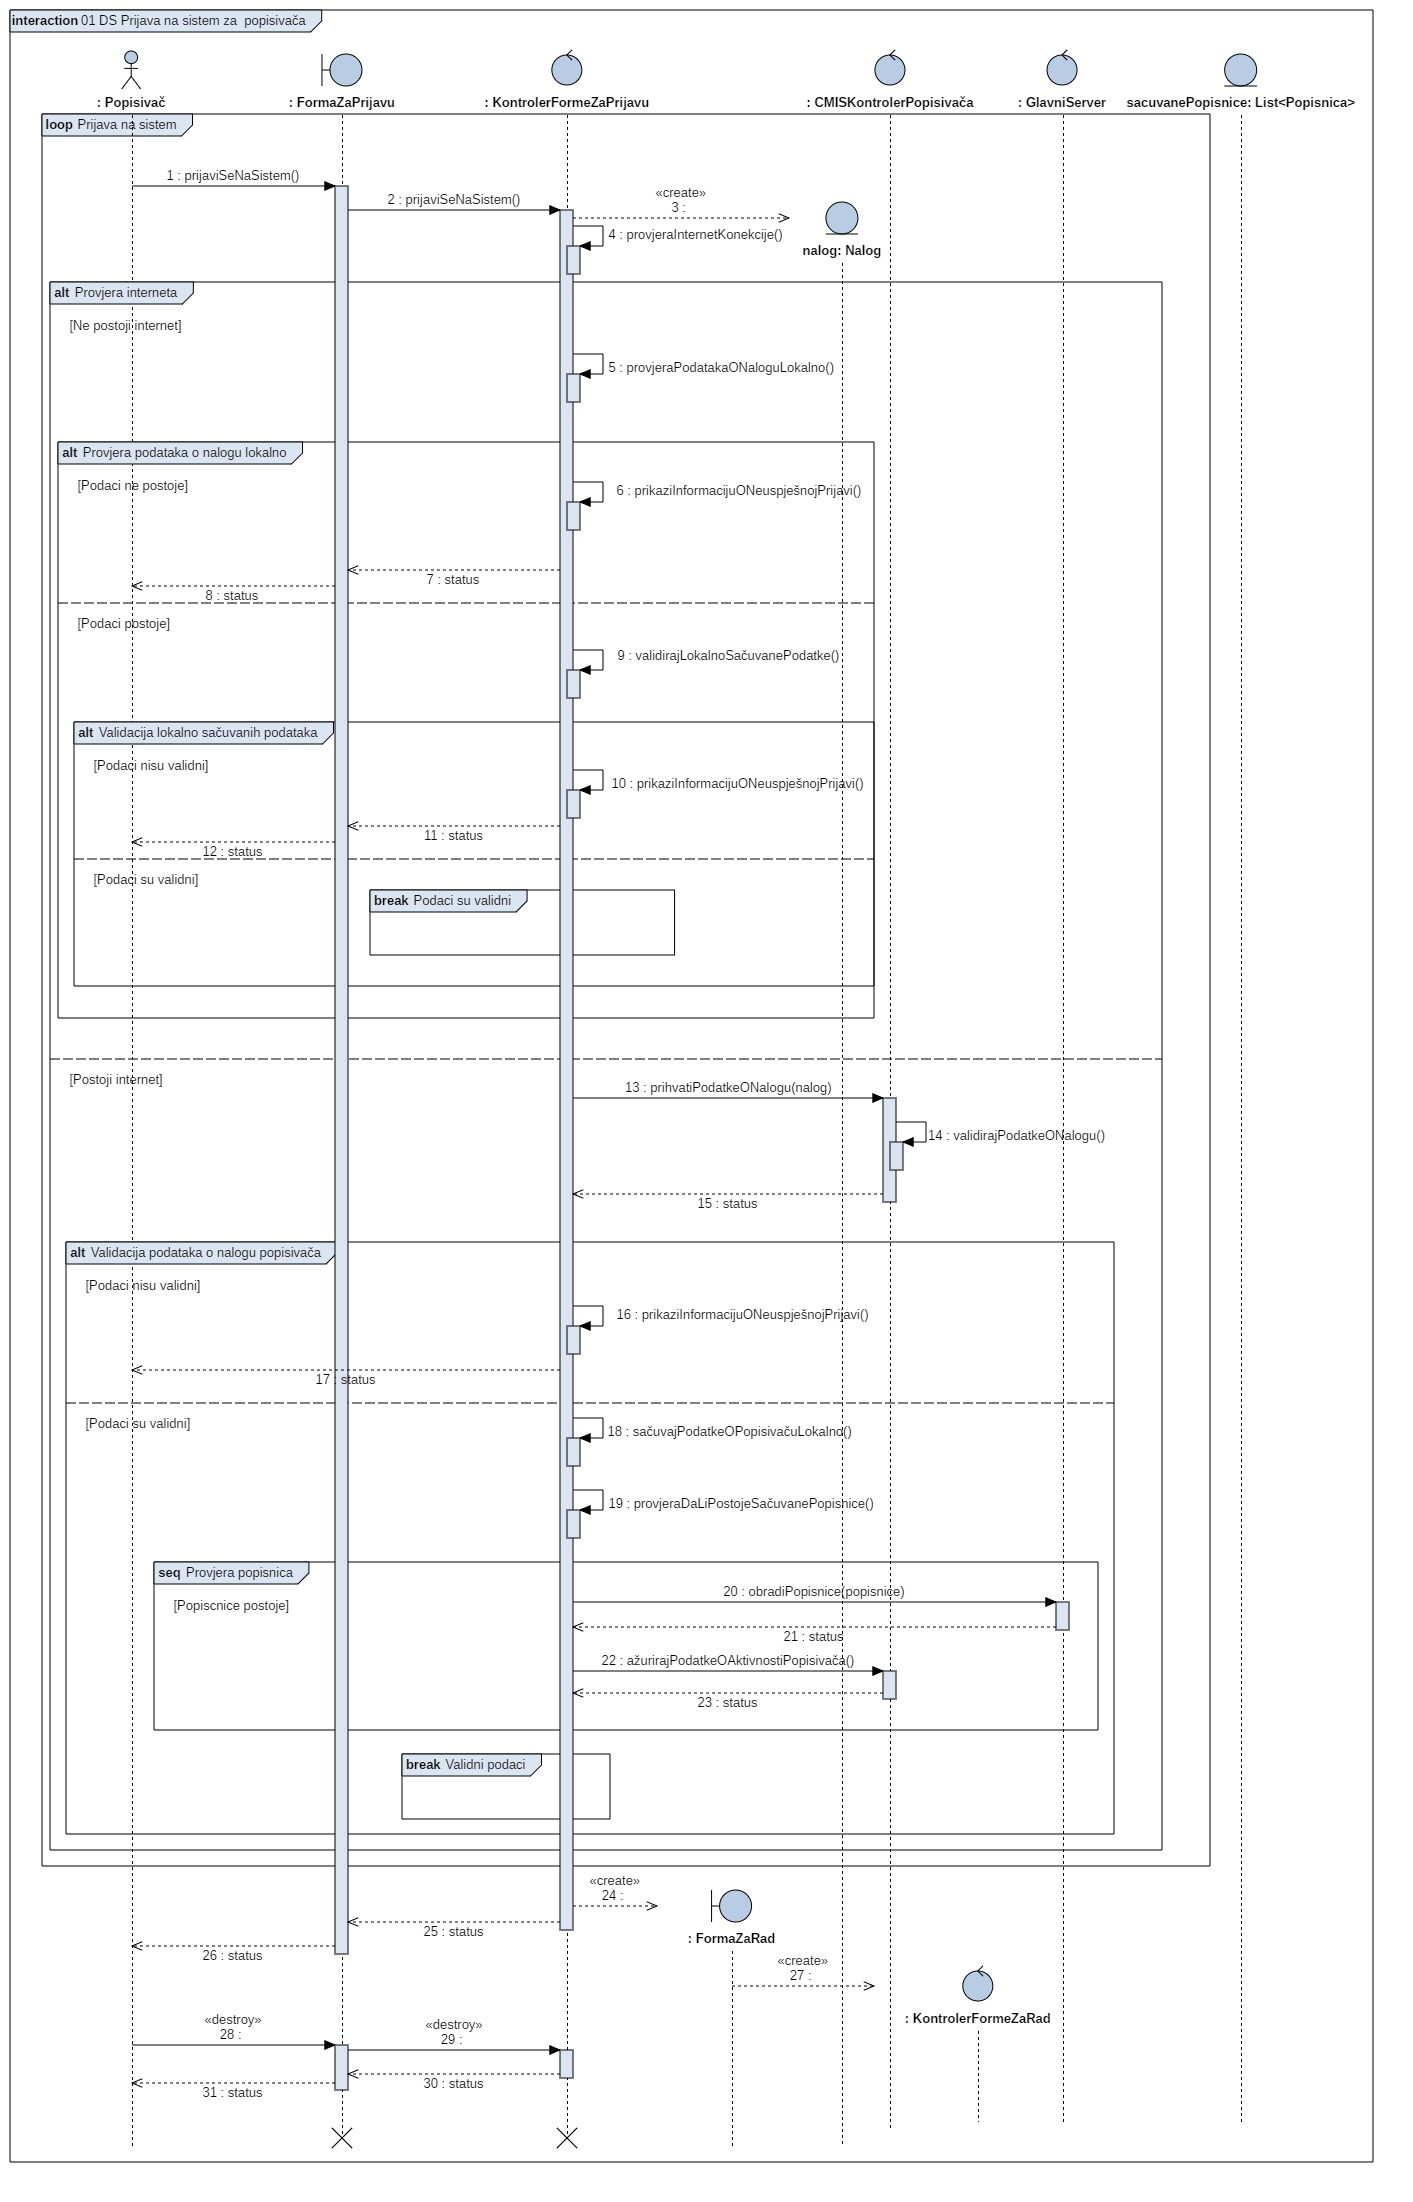 interaction 01 DS Prijava na sistem za  popisivača
: Popisivač
: FormaZaPrijavu
: KontrolerFormeZaPrijavu
: CMISKontrolerPopisivača
: GlavniServer
sacuvanePopisnice: List<Popisnica>
loop Prijava na sistem
1 : prijaviSeNaSistem()
2 : prijaviSeNaSistem()
«create»
3 :
4 : provjeraInternetKonekcije()
nalog: Nalog
alt Provjera interneta
[Ne postoji internet]
5 : provjeraPodatakaONaloguLokalno()
alt Provjera podataka o nalogu lokalno
[Podaci ne postoje]
6 : prikaziInformacijuONeuspješnojPrijavi()
7 : status
8 : status
[Podaci postoje]
9 : validirajLokalnoSačuvanePodatke()
alt Validacija lokalno sačuvanih podataka
[Podaci nisu validni]
10 : prikaziInformacijuONeuspješnojPrijavi()
11 : status
12 : status
[Podaci su validni]
break Podaci su validni
[Postoji internet]
13 : prihvatiPodatkeONalogu(nalog)
14 : validirajPodatkeONalogu()
15 : status
alt Validacija podataka o nalogu popisivača
[Podaci nisu validni]
16 : prikaziInformacijuONeuspješnojPrijavi()
17 : status
[Podaci su validni]
18 : sačuvajPodatkeOPopisivačuLokalno()
19 : provjeraDaLiPostojeSačuvanePopisnice()
seq Provjera popisnica
[Popiscnice postoje]
20 : obradiPopisnice(popisnice)
21 : status
22 : ažurirajPodatkeOAktivnostiPopisivača()
23 : status
break Validni podaci
«create»
24 :
25 : status
26 : status
: FormaZaRad
«create»
27 :
: KontrolerFormeZaRad
«destroy»
28 :
«destroy»
29 :
30 : status
31 : status